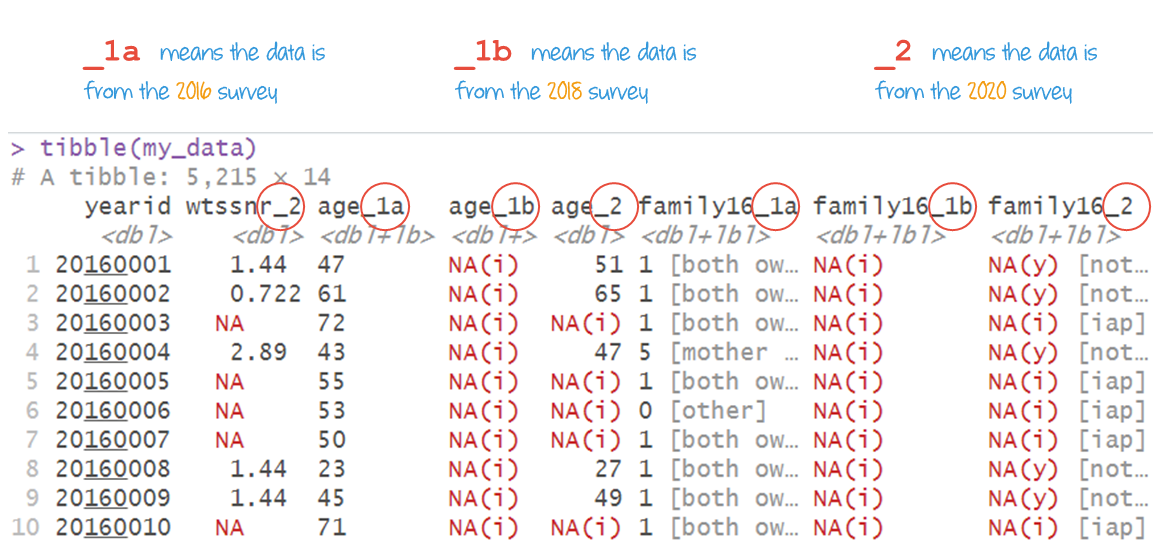 _1a means the data is
from the 2016 survey
_1b means the data is
from the 2018 survey
_2 means the data is
from the 2020 survey
> tibble(my_data)
# A tibble: 5,215 × 14
yearid wtssnr_2 age_1a age_1b age_2 family16_1a family16_1b family16_2
<dbl> <dbl> <dbl+lb> <dbl+> <dbl> <dbl+lbl> <dbl+lbl> <dbl+lbl>
1 20160001 1.44 47 NA(i) 51 1 [both ow… NA(i) NA(y) [not…
2 20160002 0.722 61 NA(i) 65 1 [both ow… NA(i) NA(y) [not…
3 20160003 NA 72 NA(i) NA(i) 1 [both ow… NA(i) NA(i) [iap]
4 20160004 2.89 43 NA(i) 47 5 [mother … NA(i) NA(y) [not…
5 20160005 NA 55 NA(i) NA(i) 1 [both ow… NA(i) NA(i) [iap]
6 20160006 NA 53 NA(i) NA(i) 0 [other] NA(i) NA(i) [iap]
7 20160007 NA 50 NA(i) NA(i) 1 [both ow… NA(i) NA(i) [iap]
8 20160008 1.44 23 NA(i) 27 1 [both ow… NA(i) NA(y) [not…
9 20160009 1.44 45 NA(i) 49 1 [both ow… NA(i) NA(y) [not…
10 20160010 NA 71 NA(i) NA(i) 1 [both ow… NA(i) NA(i) [iap]